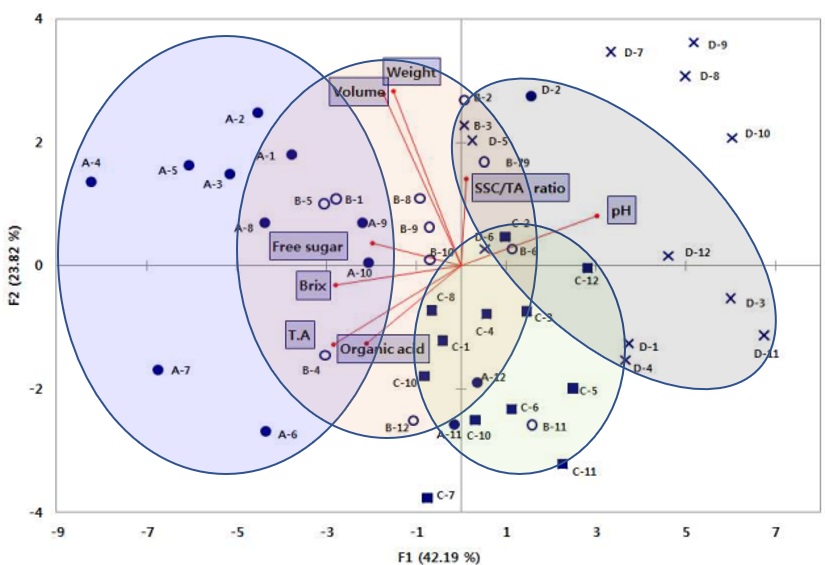 4
D-9
D-7
D-8
Weight
Volume
B-2
D-2
A-2
B-3
D-10
2
D-5
A-1
A-4
B-79
A-5
A-3
SSC/TA ratio
B-5
B-1
B-8
pH
A-8
A-9
B-9
C-2
D-6
Free sugar
B-10
B-6
D-12
0
A-10
C-12
Brix
C-8
D-3
T.A
C-4
C-3
Organic acid
C-1
D-1
D-11
B-4
D-4
A-7
C-10
A-12
-2
C-5
C-6
B-12
A-11
C-10
B-11
A-6
C-11
C-7
-4
-9
-7
-5
-3
-1
1
3
5
7
F1 (42.19 %)
F2 (23.82 %)